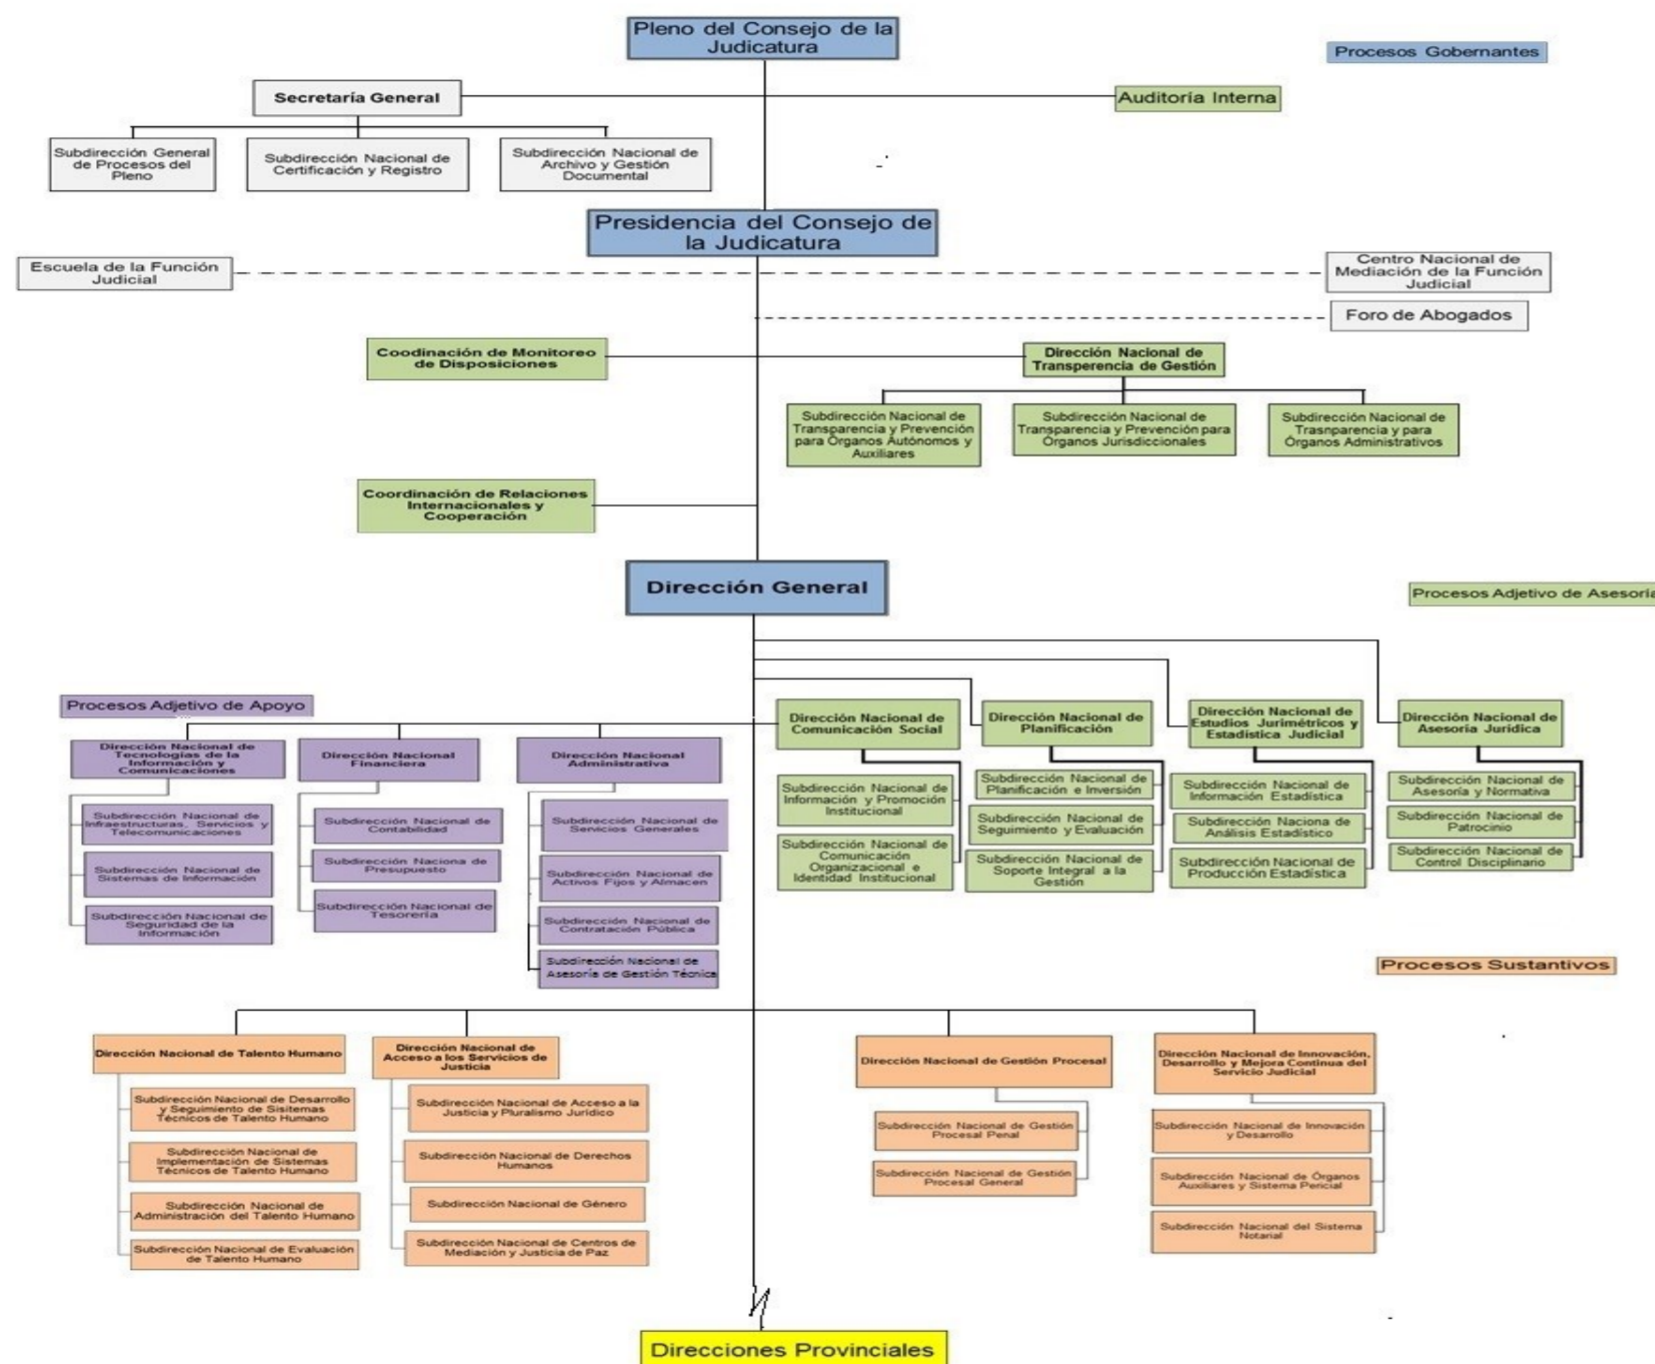 Pleno del Consejo de la
Judicatura
Procesos Gobernantes
Secretaría General
Auditoría Interna
Subdirección General
de Procesos del
Pleno
Subdirección Nacional de
Certificación y Registro
Subdirección Nacional de
Archivo y Gestión
Documental
Presidencia del Consejo de
la Judicatura
Escuela de la Función
Judicial
Centro Nacional de
Mediación de la Función
Judicial
Foro de Abogados
Coodinación de Monitoreo
de Disposiciones
Dirección Nacional de
Transperencia de Gestión
Subdirección Nacional de
Transparencia y Prevención
para Órganos Autónomos y
Auxiliares
Subdirección Nacional de
Transparencia y Prevención para
Órganos Jurisdiccionales
Subdirección Nacional de
Trasnparencia y para
Órganos Administrativos
Coordinación de Relaciones
Internacionales y
Cooperación
Dirección General
Procesos Adjetivo de Asesoría
Procesos Adjetivo de Apoyo
Dirección Nacional de
Comunicación Social
Dirección Nacional de
Planificación
Dirección Nacional de
Estudios Jurimétricos y
Estadística Judicial
Dirección Nacional de
Asesoría Jurídica
Dirección Nacional de
Tecnologías de la
Información y
Comunicaciones
Dirección Nacional
Financiera
Dirección Nacional
Administrativa
Subdirección Nacional de
Información y Promoción
Institucional
Subdirección Nacional de
Comunicación
Organizacional e
Identidad Institucional
Subdirección Nacional de
Planificación e Inversión
Subdirección Nacional de
Seguimiento y Evaluación
Subdirección Nacional de
Soporte Integral a la
Gestión
Subdirección Nacional de
Información Estadística
Subdirección Naciona de
Análisis Estadístico
Subdirección Nacional de
Producción Estadística
Subdirección Nacional de
Asesoría y Normativa
Subdirección Nacional de
Patrocinio
Subdirección Nacional de
Control Disciplinario
Subdirección Nacional de
Infraestructuras, Servicios y
Telecomunicaciones
Subdirección Nacional de
Sistemas de Información
Subdirección Nacional de
Seguridad de la
Información
Subdirección Nacional de
Contabilidad
Subdirección Naciona de
Presupuesto
Subdirección Nacional de
Tesorería
Subdirección Nacional de
Servicios Generales
Subdirección Nacional de
Activos Fijos y Almacen
Subdirección Nacional de
Contratación Pública
Subdirección Nacional de
Asesoría de Gestión Técnica
Procesos Sustantivos
Dirección Nacional de Talento Humano
Dirección Nacional de
Acceso a los Servicios de
Justicia
Dirección Nacional de Gestión Procesal
Dirección Nacional de Innovación,
Desarrollo y Mejora Continua del
Servicio Judicial
Subdirección Nacional de Desarrollo
y Seguimiento de Sisitemas
Técnicos de Talento Humano
Subdirección Nacional de
Implementación de Sistemas
Técnicos de Talento Humano
Subdirección Nacional de
Administración del Talento Humano
Subdirección Nacional de Evaluación
de Talento Humano
Subdirección Nacional de Acceso a la
Justicia y Pluralismo Jurídico
Subdirección Nacional de Derechos
Humanos
Subdirección Nacional de Género
Subdirección Nacional de Centros de
Mediación y Justicia de Paz
Subdirección Nacional de Gestión
Procesal Penal
Subdirección Nacional de Gestión
Procesal General
Subdirección Nacional de Innovación
y Desarrollo
Subdirección Nacional de Órganos
Auxiliares y Sistema Pericial
Subdirección Nacional del Sistema
Notarial
Direcciones Provinciales